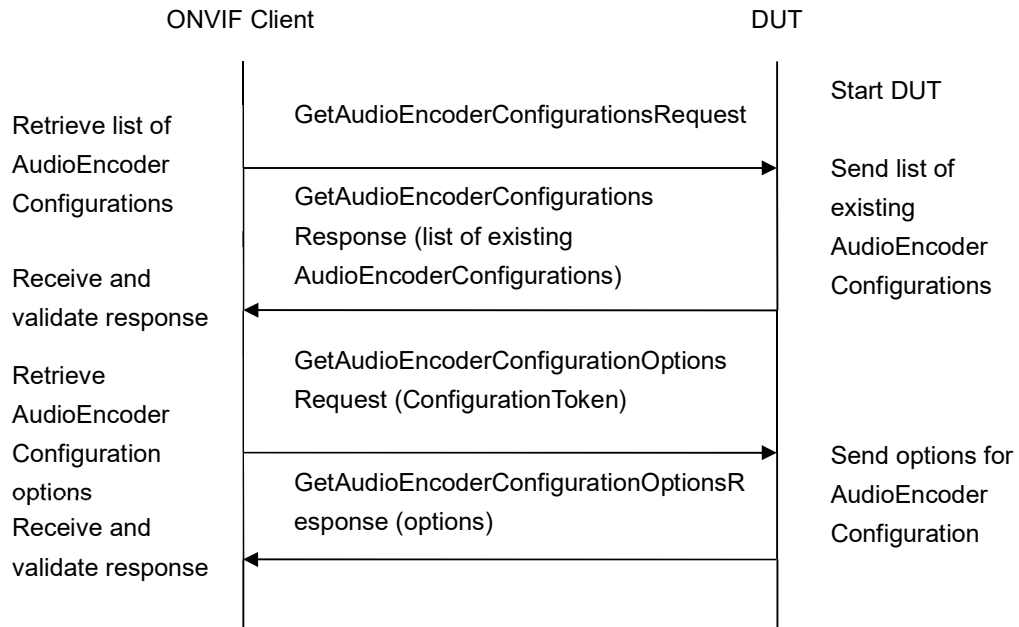 ONVIF Client
DUT
Start DUT
Retrieve list of
AudioEncoder
Configurations
GetAudioEncoderConfigurationsRequest
Send list of
existing
AudioEncoder
Configurations
GetAudioEncoderConfigurations
Response (list of existing
AudioEncoderConfigurations)
Receive and
validate response
Retrieve
AudioEncoder
Configuration
options
GetAudioEncoderConfigurationOptions
Request (ConfigurationToken)
Send options for
AudioEncoder
Configuration
GetAudioEncoderConfigurationOptionsR
esponse (options)
Receive and
validate response